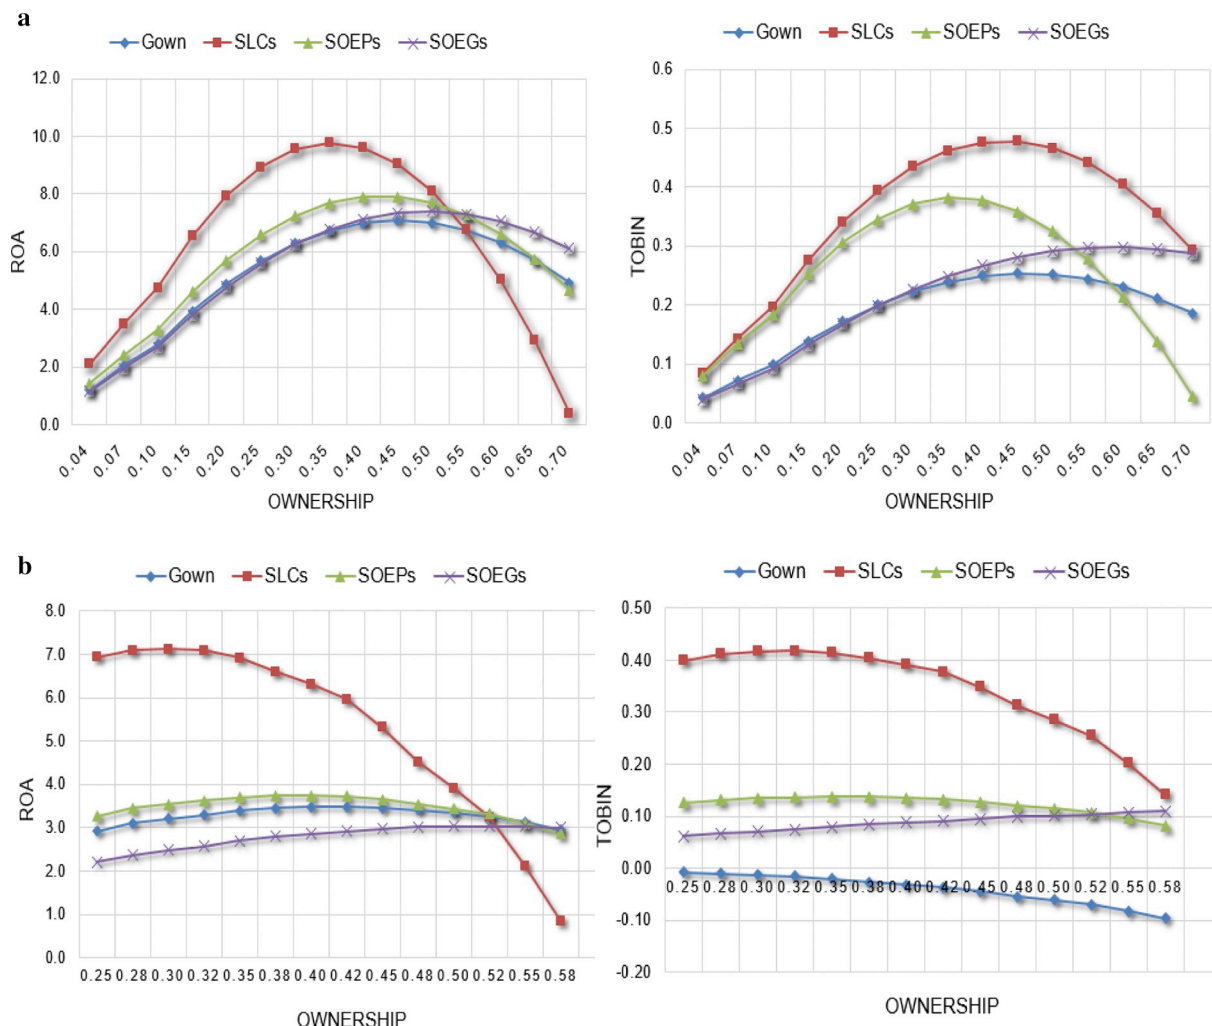 a
Gown SLCs SOEPs SOEGs
12.0
10.0
8.0
6.0
4.0
2.0
0.0
ROA
0.04 0.07 0.10 0.15 0.20 0.25 0.30 0.35 0.40 0.45 0.50 0.55 0.60 0.65 0.70
OWNERSHIP
Gown SLCs SOEPs SOEGs
0.6
0.5
0.4
0.3
0.2
0.1
0.0
TOBIN
0.04 0.07 0.10 0.15 0.20 0.25 0.30 0.35 0.40 0.45 0.50 0.55 0.60 0.65 0.70
OWNERSHIP
b
Gown SLCs SOEPs SOEGs
8.0
7.0
6.0
5.0
4.0
3.0
2.0
1.0
0.0
ROA
0.25 0.28 0.30 0.32 0.35 0.38 0.40 0.42 0.45 0.48 0.50 0.52 0.55 0.58
OWNERSHIP
Gown SLCs SOEPs SOEGs
0.50
0.40
0.30
0.20
0.10
0.00
-0.10
-0.20
TOBIN
0.25 0.28 0.30 0.32 0.35 0.38 0.40 0.42 0.45 0.48 0.50 0.52 0.55 0.58
OWNERSHIP